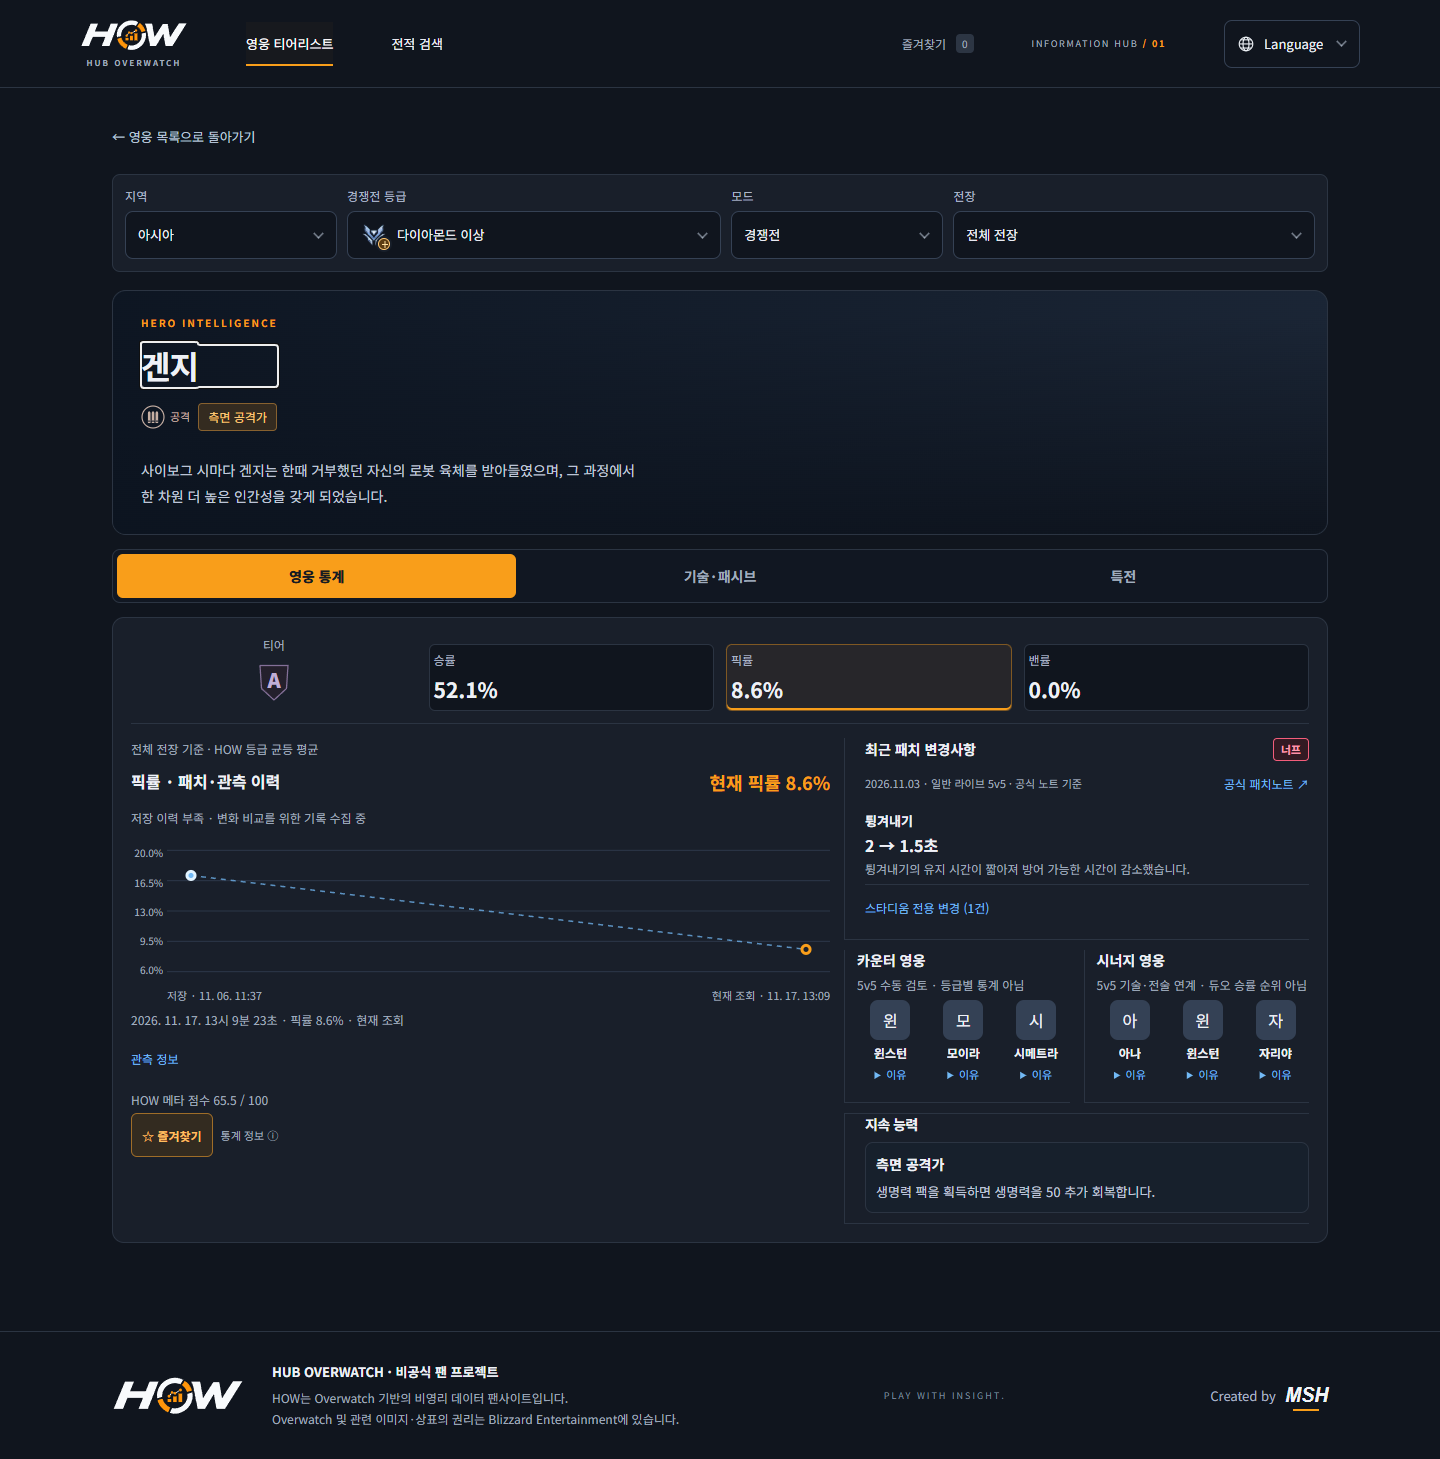 HOW
HUB OVERWATCH
영웅 티어리스트
전적 검색
즐겨찾기 0
INFORMATION HUB / 01
Language
← 영웅 목록으로 돌아가기
지역
경쟁전 등급
모드
전장
아시아
다이아몬드 이상
경쟁전
전체 전장
HERO INTELLIGENCE
겐지
공격
측면 공격가
사이보그 시마다 겐지는 한때 거부했던 자신의 로봇 육체를 받아들였으며, 그 과정에서
한 차원 더 높은 인간성을 갖게 되었습니다.
영웅 통계
기술·패시브
특전
티어
A
승률
52.1%
픽률
8.6%
밴률
0.0%
전체 전장 기준 · HOW 등급 균등 평균
픽률 · 패치·관측 이력
현재 픽률 8.6%
저장 이력 부족 · 변화 비교를 위한 기록 수집 중
20.0%
16.5%
13.0%
9.5%
6.0%
저장 · 11. 06. 11:37
현재 조회 · 11. 17. 13:09
2026. 11. 17. 13시 9분 23초 · 픽률 8.6% · 현재 조회
관측 정보
HOW 메타 점수 65.5 / 100
☆ 즐겨찾기
통계 정보 ⓘ
최근 패치 변경사항
너프
2026.11.03 · 일반 라이브 5v5 · 공식 노트 기준
공식 패치노트 ↗
튕겨내기
2 → 1.5초
튕겨내기의 유지 시간이 짧아져 방어 가능한 시간이 감소했습니다.
스타디움 전용 변경 (1건)
카운터 영웅
5v5 수동 검토 · 등급별 통계 아님
윈
모
시
윈스턴
모이라
시메트라
▶ 이유
▶ 이유
▶ 이유
시너지 영웅
5v5 기술·전술 연계 · 듀오 승률 순위 아님
아
윈
자
아나
윈스턴
자리야
▶ 이유
▶ 이유
▶ 이유
지속 능력
측면 공격가
생명력 팩을 획득하면 생명력을 50 추가 회복합니다.
HOW
HUB OVERWATCH · 비공식 팬 프로젝트
HOW는 Overwatch 기반의 비영리 데이터 팬사이트입니다.
Overwatch 및 관련 이미지·상표의 권리는 Blizzard Entertainment에 있습니다.
PLAY WITH INSIGHT.
Created by MSH